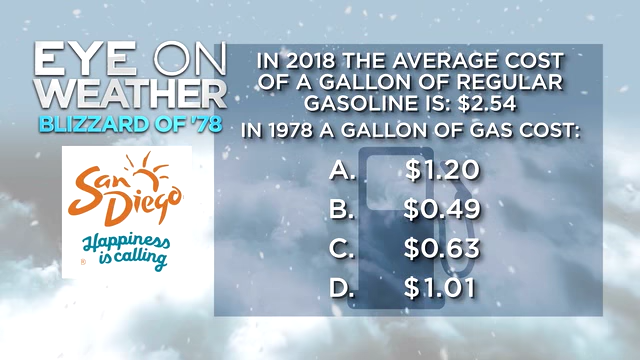 EYE ON
WEATHER
BLIZZARD OF '78
San
Diego
Happiness
is calling
®
IN 2018 THE AVERAGE COST
OF A GALLON OF REGULAR
GASOLINE IS: $2.54
IN 1978 A GALLON OF GAS COST:
A. $1.20
B. $0.49
C. $0.63
D. $1.01